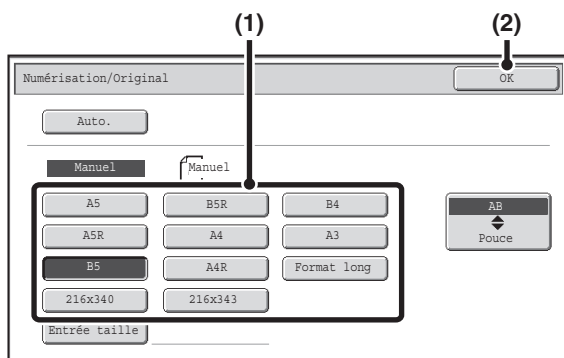 (1) (2)
Numérisation/Original OK
Auto.
Manuel Manuel
A5 B5R B4 AB
A5R A4 A3 Pouce
B5 A4R Format long
216x340 216x343
Entrée taille